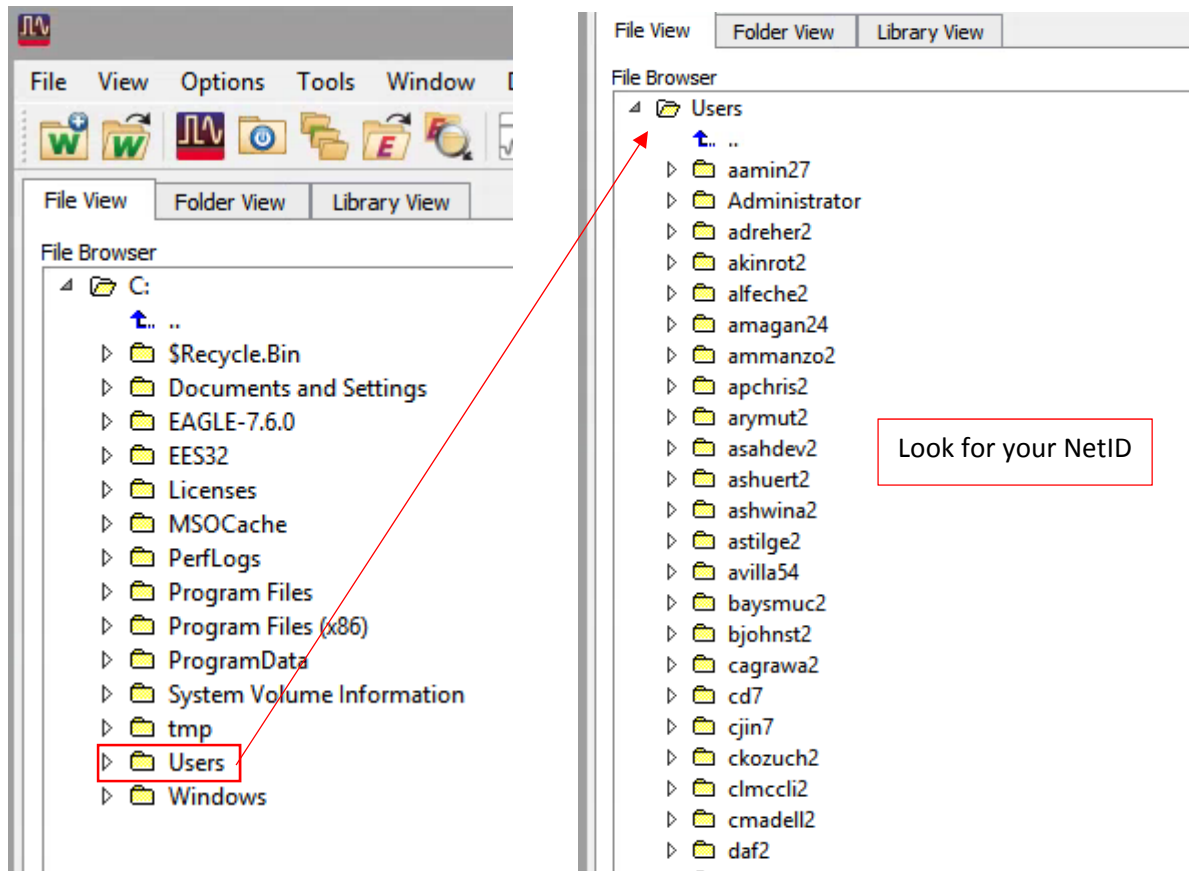 File View Options Tools Window
File View Folder View Library View
File Browser
C:
..
$Recycle.Bin
Documents and Settings
EAGLE-7.6.0
EES32
Licenses
MSOCache
PerfLogs
Program Files
Program Files (x86)
ProgramData
System Volume Information
tmp
Users
Windows
File View Folder View Library View
File Browser
Users
..
aamin27
Administrator
adreher2
akinrot2
alfeche2
amagan24
ammanzo2
apchris2
arymut2
asahdev2
ashuert2
ashwina2
astilge2
avilla54
baysmuc2
bjohnst2
cagrawa2
cd7
cjin7
ckozuch2
clmccli2
cmadell2
daf2
Look for your NetID